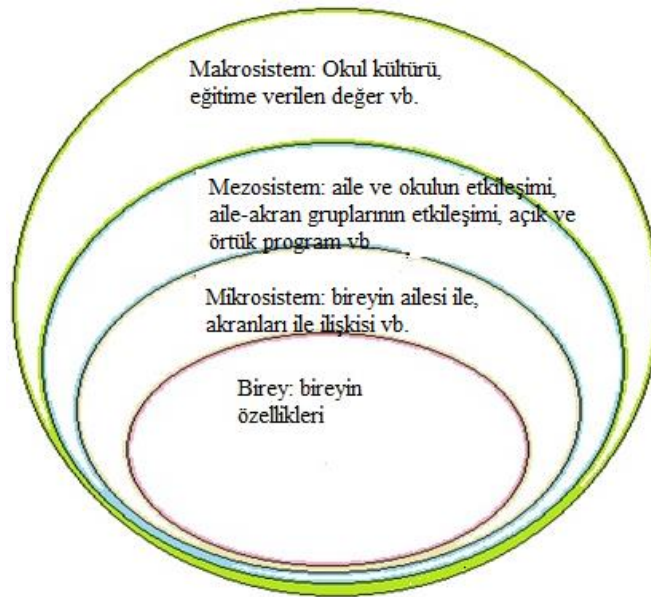 Makrosistem: Okul kültürü,
eğitime verilen değer vb.
Mezosistem: aile ve okulun etkileşimi,
aile-akran gruplarının etkileşimi, açık ve
örtük program vb
Mikrosistem: bireyin ailesi ile,
akranları ile ilişkisi vb.
Birey: bireyin
özellikleri